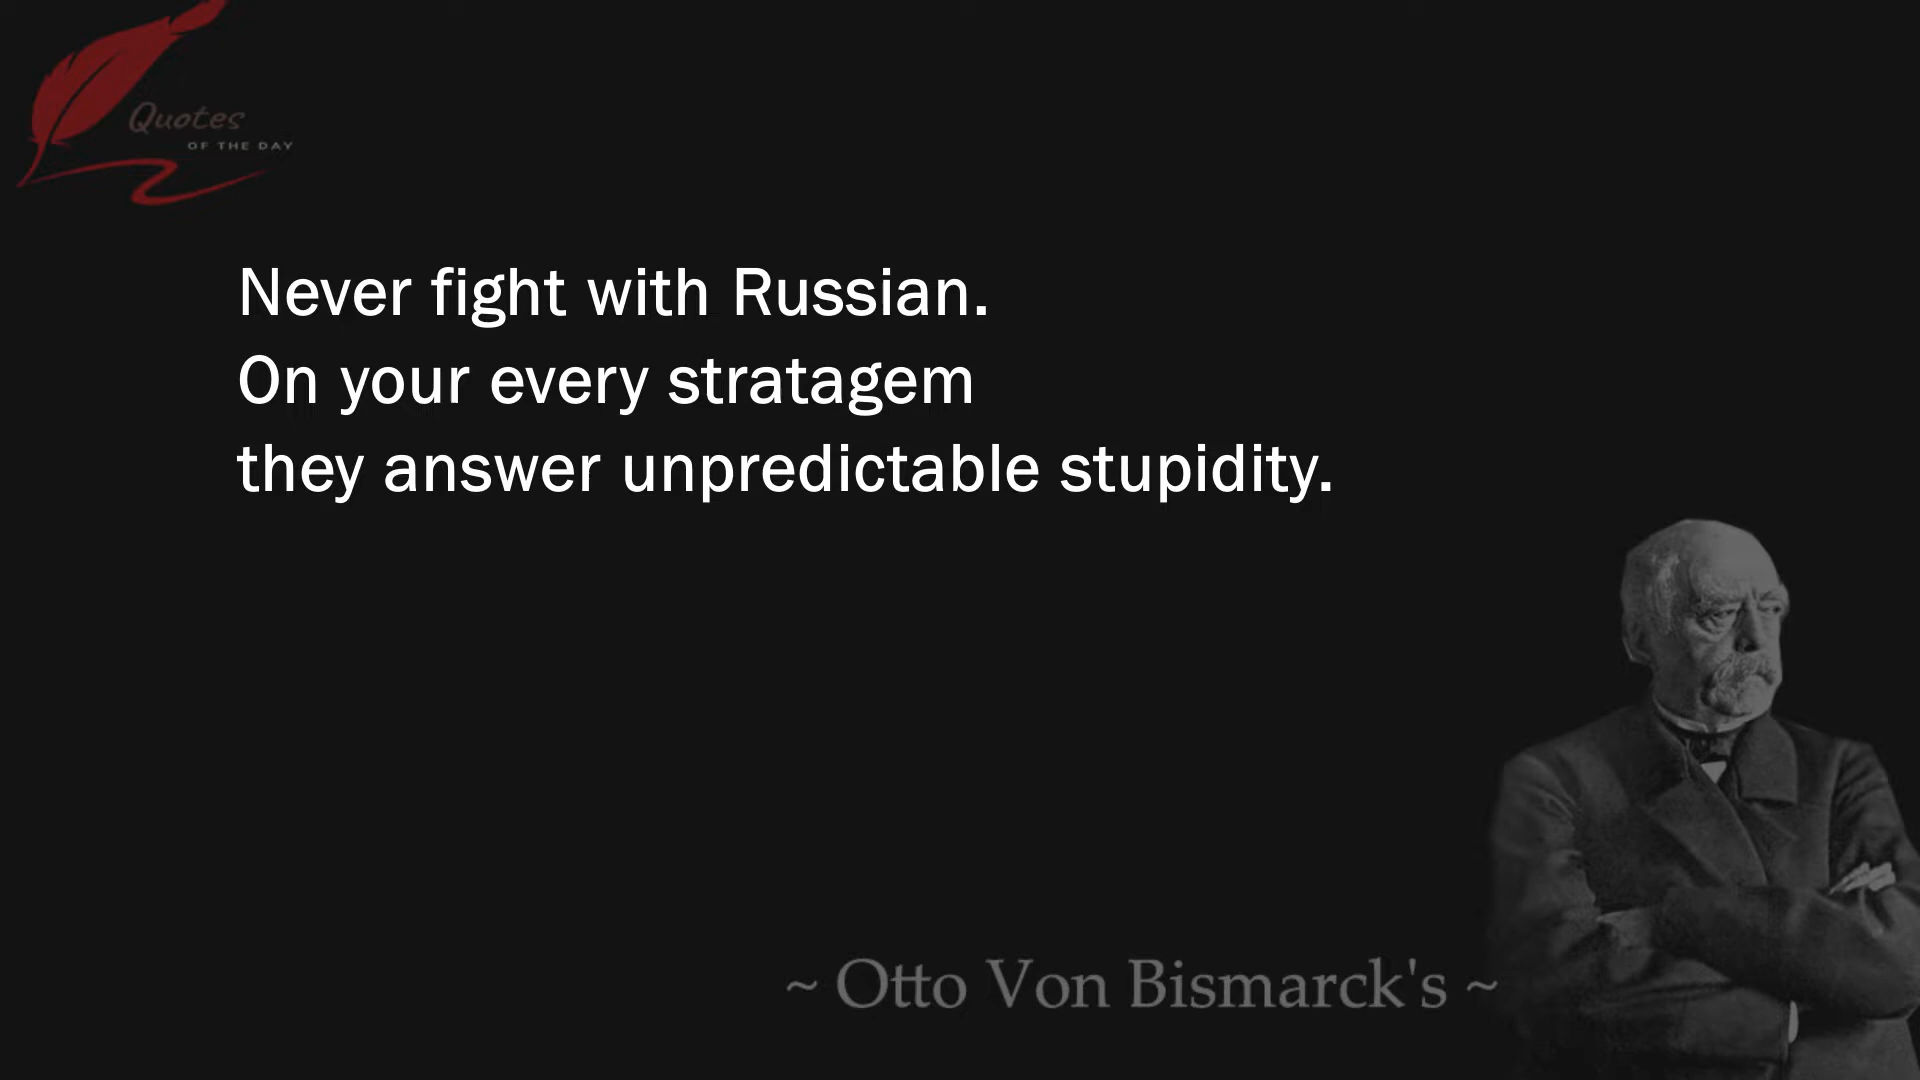 Quotes
OF THE DAY
Never fight with Russian.
On your every stratagem
they answer unpredictable stupidity.
~ Otto Von Bismarck's ~